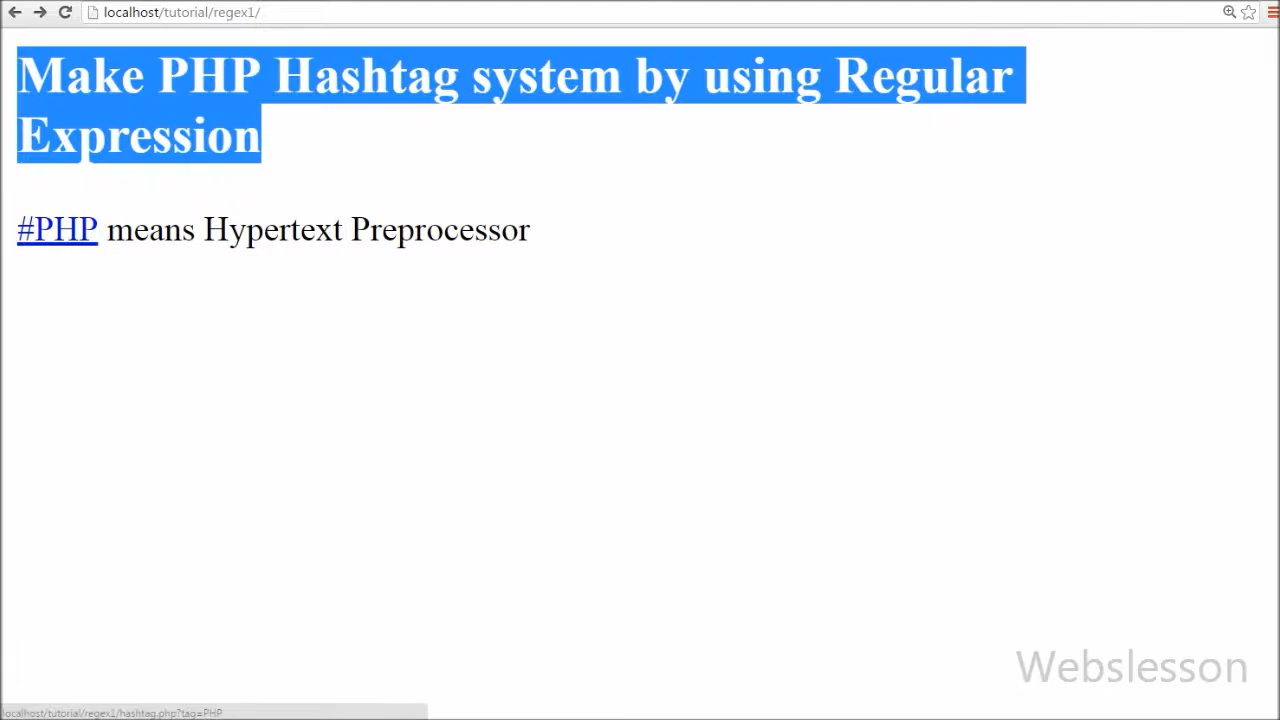 localhost/tutorial/regex1/
Make PHP Hashtag system by using Regular
Expression
#PHP means Hypertext Preprocessor
Webslesson
localhost/tutorial/regex1/hashtag.php?tag=PHP